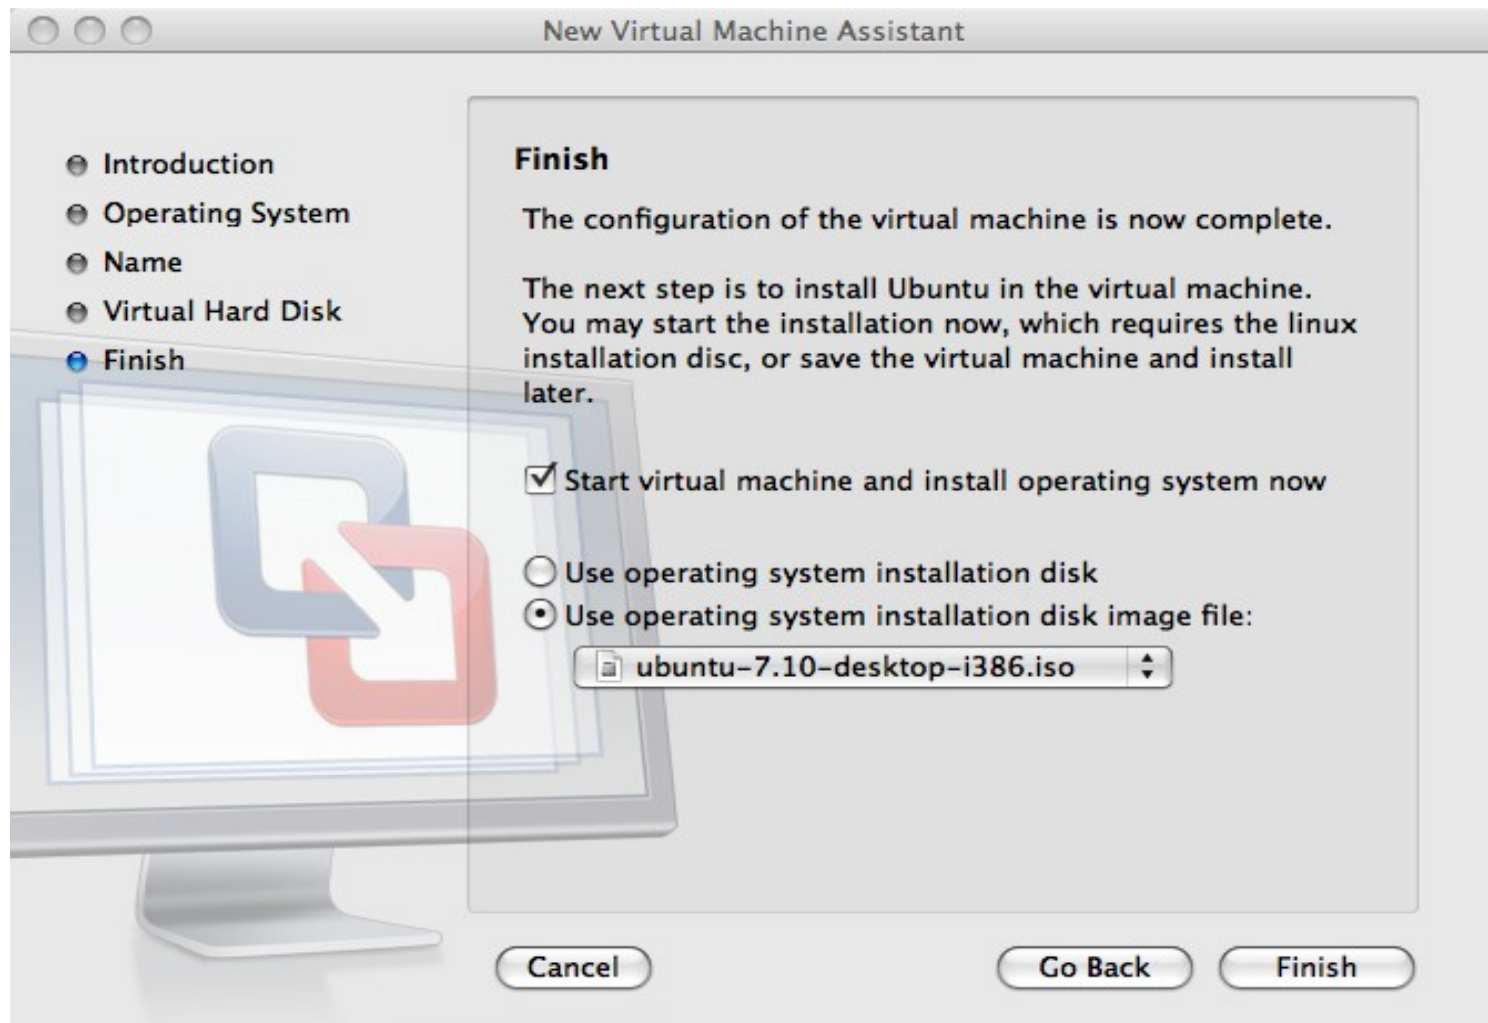 New Virtual Machine Assistant
Introduction
Operating System
Name
Virtual Hard Disk
Finish
Finish
The configuration of the virtual machine is now complete.
The next step is to install Ubuntu in the virtual machine.
You may start the installation now, which requires the linux
installation disc, or save the virtual machine and install
later.
Start virtual machine and install operating system now
Use operating system installation disk
Use operating system installation disk image file:
ubuntu-7.10-desktop-i386.iso
Cancel
Go Back
Finish